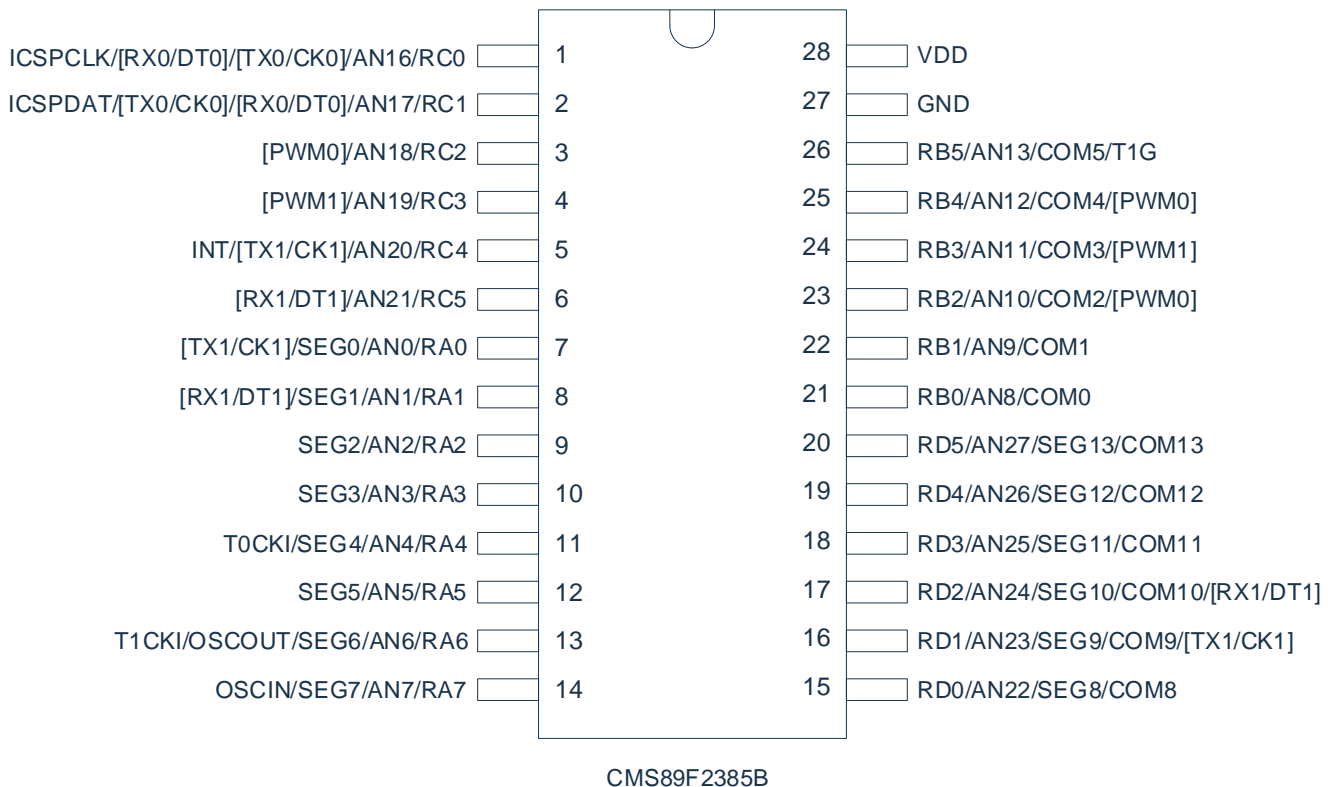 ICSPCLK/[RX0/DT0]/[TX0/CK0]/AN16/RC0 1 28 VDD
ICSPDAT/[TX0/CK0]/[RX0/DT0]/AN17/RC1 2 27 GND
[PWM0]/AN18/RC2 3 26 RB5/AN13/COM5/T1G
[PWM1]/AN19/RC3 4 25 RB4/AN12/COM4/[PWM0]
INT/[TX1/CK1]/AN20/RC4 5 24 RB3/AN11/COM3/[PWM1]
[RX1/DT1]/AN21/RC5 6 23 RB2/AN10/COM2/[PWM0]
[TX1/CK1]/SEG0/AN0/RA0 7 22 RB1/AN9/COM1
[RX1/DT1]/SEG1/AN1/RA1 8 21 RB0/AN8/COM0
SEG2/AN2/RA2 9 20 RD5/AN27/SEG13/COM13
SEG3/AN3/RA3 10 19 RD4/AN26/SEG12/COM12
T0CKI/SEG4/AN4/RA4 11 18 RD3/AN25/SEG11/COM11
SEG5/AN5/RA5 12 17 RD2/AN24/SEG10/COM10/[RX1/DT1]
T1CKI/OSCOUT/SEG6/AN6/RA6 13 16 RD1/AN23/SEG9/COM9/[TX1/CK1]
OSCIN/SEG7/AN7/RA7 14 15 RD0/AN22/SEG8/COM8
CMS89F2385B